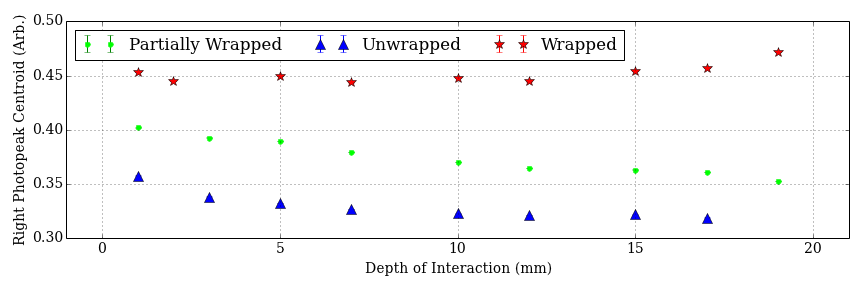 0.50
0.45
0.40
0.35
0.30
Right Photopeak Centroid (Arb.)
Partially Wrapped Unwrapped Wrapped
0 5 10 15 20
Depth of Interaction (mm)